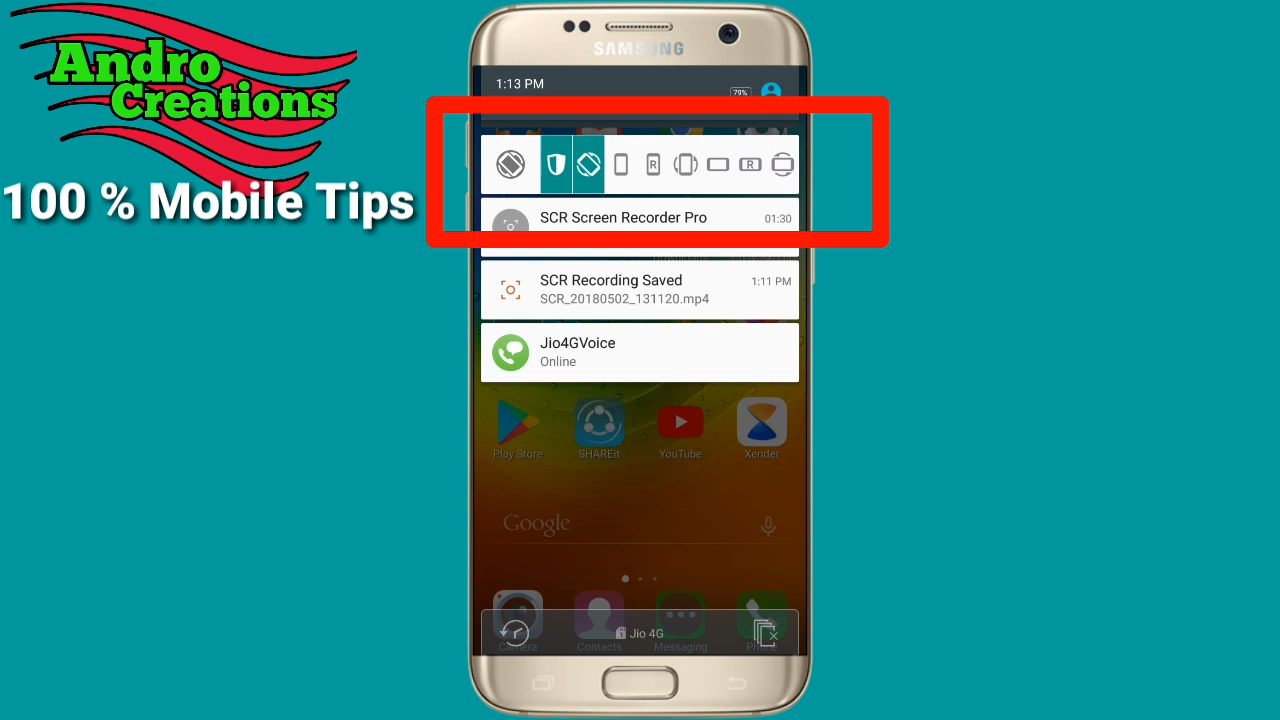 Andro
Creations
100 % Mobile Tips
SAMSUNG
1:13 PM
79%
R
R
SCR Screen Recorder Pro 01:30
SCR Recording Saved 1:11 PM
SCR_20180502_131120.mp4
Jio4GVoice
Online
Play Store SHAREit YouTube Xender
Google
Jio 4G
Camera Contacts Messaging Phone